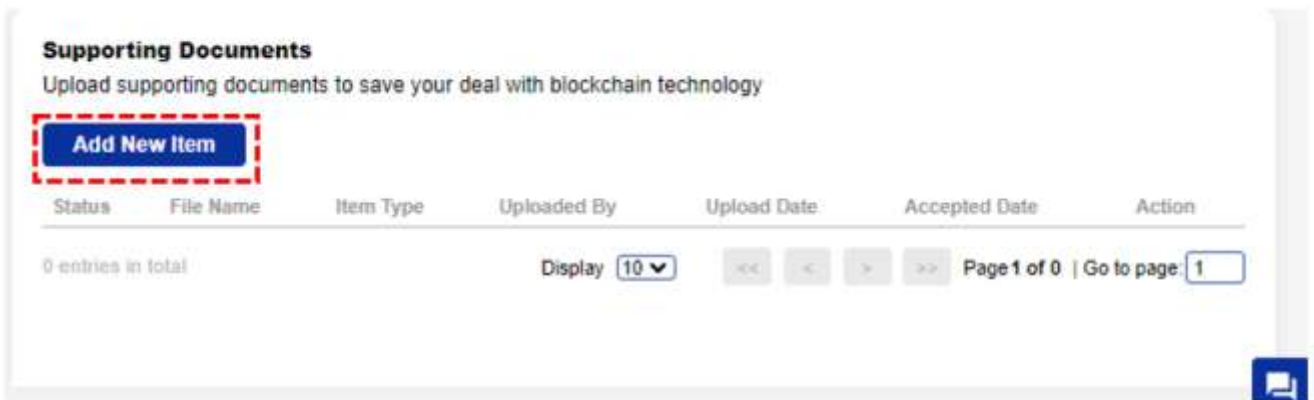 Supporting Documents
Upload supporting documents to save your deal with blockchain technology
Add New Item
Status File Name Item Type Uploaded By Upload Date Accepted Date Action
0 entries in total Display 10 << < > >> Page 1 of 0 | Go to page: 1